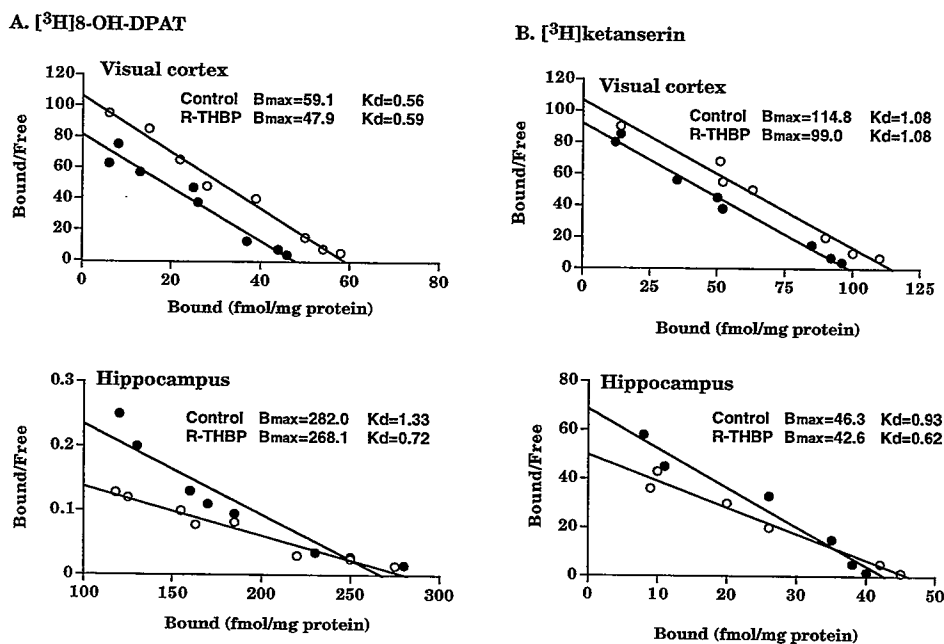 A. [³H]8-OH-DPAT
Visual cortex
Control Bmax=59.1 Kd=0.56
R-THBP Bmax=47.9 Kd=0.59
120
100
80
60
40
20
0
Bound/Free
0 20 40 60 80
Bound (fmol/mg protein)
B. [³H]ketanserin
Visual cortex
Control Bmax=114.8 Kd=1.08
R-THBP Bmax=99.0 Kd=1.08
120
100
80
60
40
20
0
Bound/Free
0 25 50 75 100 125
Bound (fmol/mg protein)
Hippocampus
Control Bmax=282.0 Kd=1.33
R-THBP Bmax=268.1 Kd=0.72
0.3
0.2
0.1
0
Bound/Free
100 150 200 250 300
Bound (fmol/mg protein)
Hippocampus
Control Bmax=46.3 Kd=0.93
R-THBP Bmax=42.6 Kd=0.62
80
60
40
20
0
Bound/Free
0 10 20 30 40 50
Bound (fmol/mg protein)